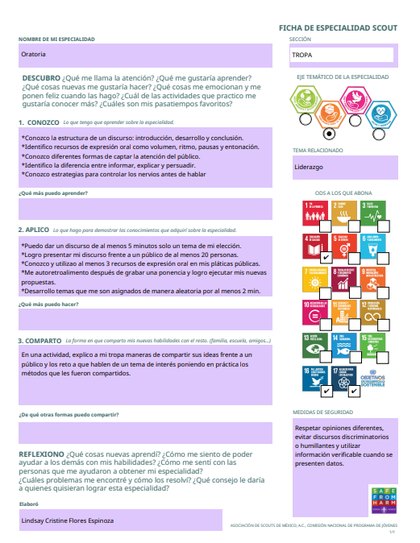 FICHA DE ESPECIALIDAD SCOUT
NOMBRE DE MI ESPECIALIDAD
Oratoria
SECCIÓN
TROPA
DESCUBRO ¿Qué me llama la atención? ¿Qué me gustaría aprender?
¿Qué cosas nuevas me gustaría hacer? ¿Qué cosas me emocionan y me
ponen feliz cuando las hago? ¿Cuál de las actividades que practico me
gustaría conocer más? ¿Cuáles son mis pasatiempos favoritos?
EJE TEMÁTICO DE LA ESPECIALIDAD
1. CONOZCO Lo que tengo que aprender sobre la especialidad.
*Conozco la estructura de un discurso: introducción, desarrollo y conclusión.
*Identifico recursos de expresión oral como volumen, ritmo, pausas y entonación.
*Conozco diferentes formas de captar la atención del público.
*Identifico la diferencia entre informar, explicar y persuadir.
*Conozco estrategias para controlar los nervios antes de hablar
TEMA RELACIONADO
Liderazgo
¿Qué más puedo aprender?
ODS A LOS QUE ABONA
2. APLICO Lo que hago para demostrar los conocimientos que adquirí sobre la especialidad.
*Puedo dar un discurso de al menos 5 minutos solo un tema de mi elección.
*Logro presentar mi discurso frente a un público de al menos 20 personas.
*Conozco y utilizo al menos 3 recursos de expresión oral en mis pláticas públicas.
*Me autoretroalimento después de grabar una ponencia y logro ejecutar mis nuevas
propuestas.
*Desarrollo temas que me son asignados de manera aleatoria por al menos 2 min.
¿Qué más puedo hacer?
3. COMPARTO La forma en que comparto mis nuevas habilidades con el resto. (familia, escuela, amigos...)
En una actividad, explico a mi tropa maneras de compartir sus ideas frente a un
público y los reto a que hablen de un tema de interés poniendo en práctica los
métodos que les fueron compartidos.
¿De qué otras formas puedo compartir?
MEDIDAS DE SEGURIDAD
Respetar opiniones diferentes,
evitar discursos discriminatorios
o humillantes y utilizar
información verificable cuando se
presenten datos.
REFLEXIONO ¿Qué cosas nuevas aprendí? ¿Cómo me siento de poder
ayudar a los demás con mis habilidades? ¿Cómo me sentí con las
personas que me ayudaron a obtener mi especialidad?
¿Cuáles problemas me encontré y cómo los resolví? ¿Qué consejo le daría
a quienes quisieran lograr esta especialidad?
SAFE
FROM
HARM
Elaboró
Lindsay Cristine Flores Espinoza
ASOCIACIÓN DE SCOUTS DE MÉXICO, A.C., COMISIÓN NACIONAL DE PROGRAMA DE JÓVENES